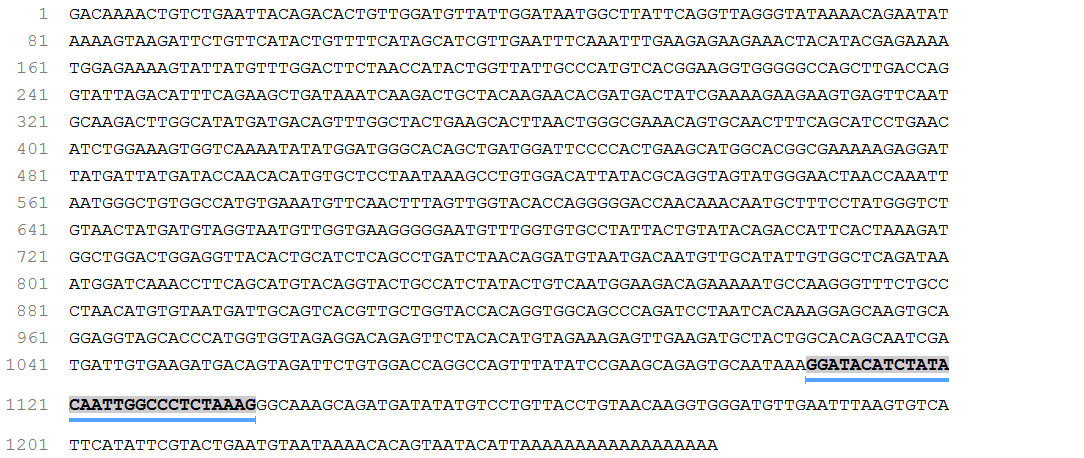 1 GACAAAACTGTCTGAATTACAGACACTGTTGGATGTTATTGGATAATGGCTTATTCAGGTTAGGGTATAAAACAGAATAT
81 AAAAGTAAGATTCTGTTCATACTGTTTTCATAGCATCGTTGAATTTCAAATTTGAAGAGAAGAAACTACATACGAGAAAA
161 TGGAGAAAAGTATTATGTTTGGACTTCTAACCATACTGGTTATTGCCCATGTCACGGAAGGTGGGGGCCAGCTTGACCAG
241 GTATTAGACATTTCAGAAGCTGATAAATCAAGACTGCTACAAGAACACGATGACTATCGAAAAGAAGAAGTGAGTTCAAT
321 GCAAGACTTGGCATATGATGACAGTTTGGCTACTGAAGCACTTAACTGGGCGAAACAGTGCAACTTTCAGCATCCTGAAC
401 ATCTGGAAAGTGGTCAAAATATATGGATGGGCACAGCTGATGGATTCCCCACTGAAGCATGGCACGGCGAAAAAGAGGAT
481 TATGATTATGATACCAACACATGTGCTCCTAATAAAGCCTGTGGACATTATACGCAGGTAGTATGGGAACTAACCAAATT
561 AATGGGCTGTGGCCATGTGAAATGTTCAACTTTAGTTGGTACACCAGGGGGACCAACAAACAATGCTTTCCTATGGGTCT
641 GTAACTATGATGTAGGTAATGTTGGTGAAGGGGGAATGTTTGGTGTGCCTATTACTGTATACAGACCATTCACTAAAGAT
721 GGCTGGACTGGAGGTTACACTGCATCTCAGCCTGATCTAACAGGATGTAATGACAATGTTGCATATTGTGGCTCAGATAA
801 ATGGATCAAACCTTCAGCATGTACAGGTACTGCCATCTATACTGTCAATGGAAGACAGAAAAATGCCAAGGGTTTCTGCC
881 CTAACATGTGTAATGATTGCAGTCACGTTGCTGGTACCACAGGTGGCAGCCCAGATCCTAATCACAAAGGAGCAAGTGCA
961 GGAGGTAGCACCCATGGTGGTAGAGGACAGAGTTCTACACATGTAGAAAGAGTTGAAGATGCTACTGGCACAGCAATCGA
1041 TGATTGTGAAGATGACAGTAGATTCTGTGGACCAGGCCAGTTTATATCCGAAGCAGAGTGCAATAAAGGATACATCTATA
1121 CAATTGGCCCTCTAAAGGGCAAAGCAGATGATATATGTCCTGTTACCTGTAACAAGGTGGGATGTTGAATTTAAGTGTCA
1201 TTCATATTCGTACTGAATGTAATAAAACACAGTAATACATTAAAAAAAAAAAAAAAAAA